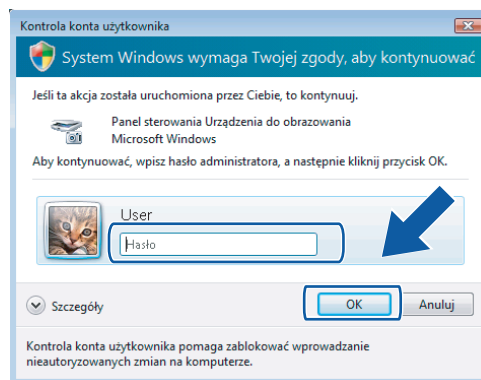 Kontrola konta użytkownika
System Windows wymaga Twojej zgody, aby kontynuować
Jeśli ta akcja została uruchomiona przez Ciebie, to kontynuuj.
Panel sterowania Urządzenia do obrazowania
Microsoft Windows
Aby kontynuować, wpisz hasło administratora, a następnie kliknij przycisk OK.
User
Hasło
Szczegóły
OK
Anuluj
Kontrola konta użytkownika pomaga zablokować wprowadzanie
nieautoryzowanych zmian na komputerze.